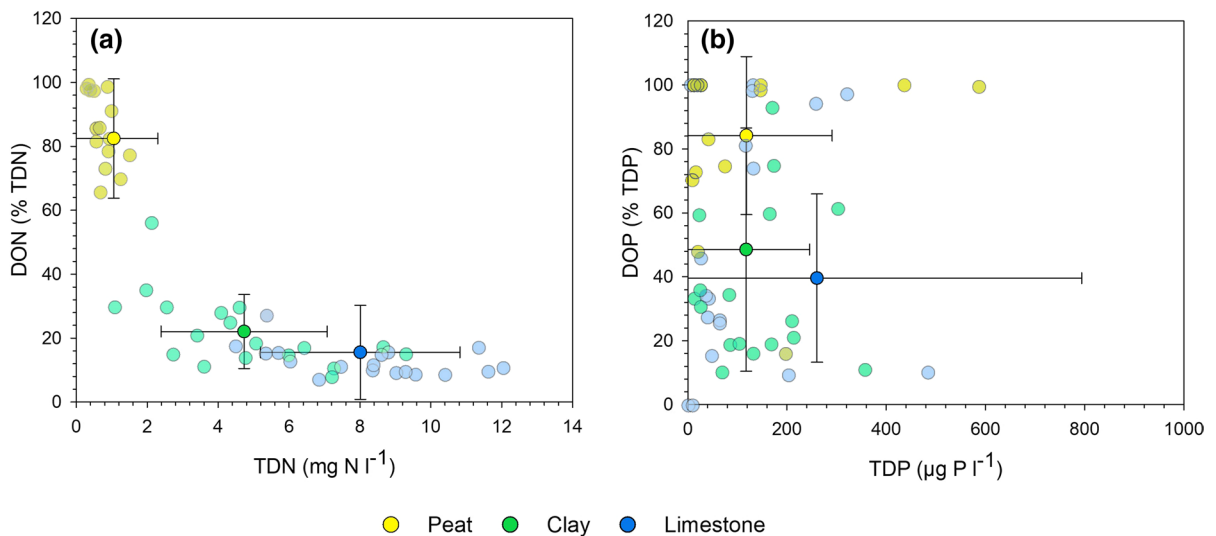 (a)
120
100
80
60
40
20
0
DON (% TDN)
0 2 4 6 8 10 12 14
TDN (mg N l⁻¹)
(b)
120
100
80
60
40
20
0
DOP (% TDP)
0 200 400 600 800 1000
TDP (µg P l⁻¹)
Peat Clay Limestone